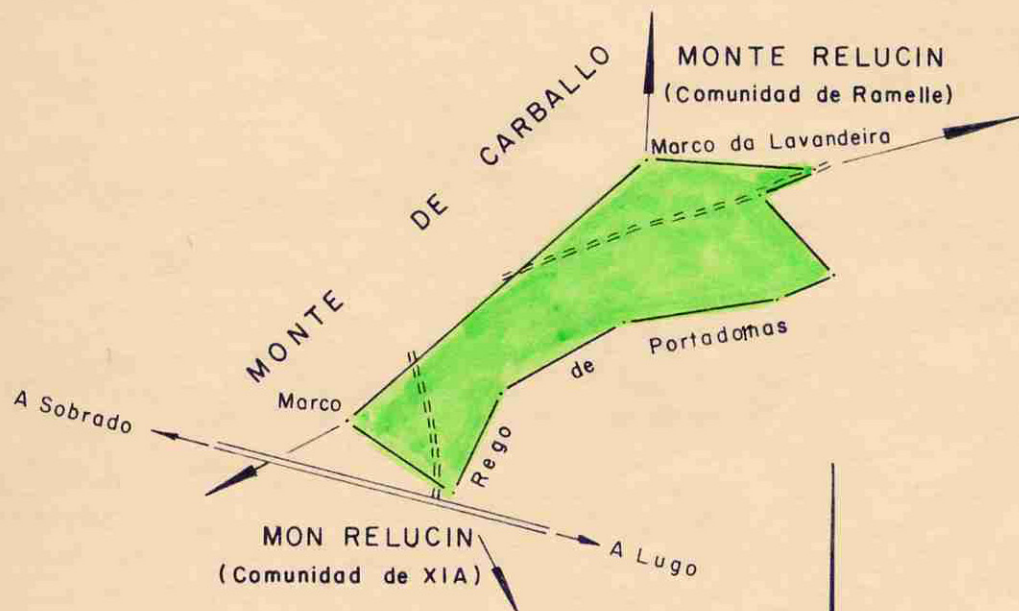 MONTE RELUCIN
(Comunidad de Ramelle)
MONTE DE CARBALLO
Marco da Lavandeira
Rego de Portadomas
Marco
A Sobrado
MON RELUCIN
(Comunidad de XIA)
A Lugo